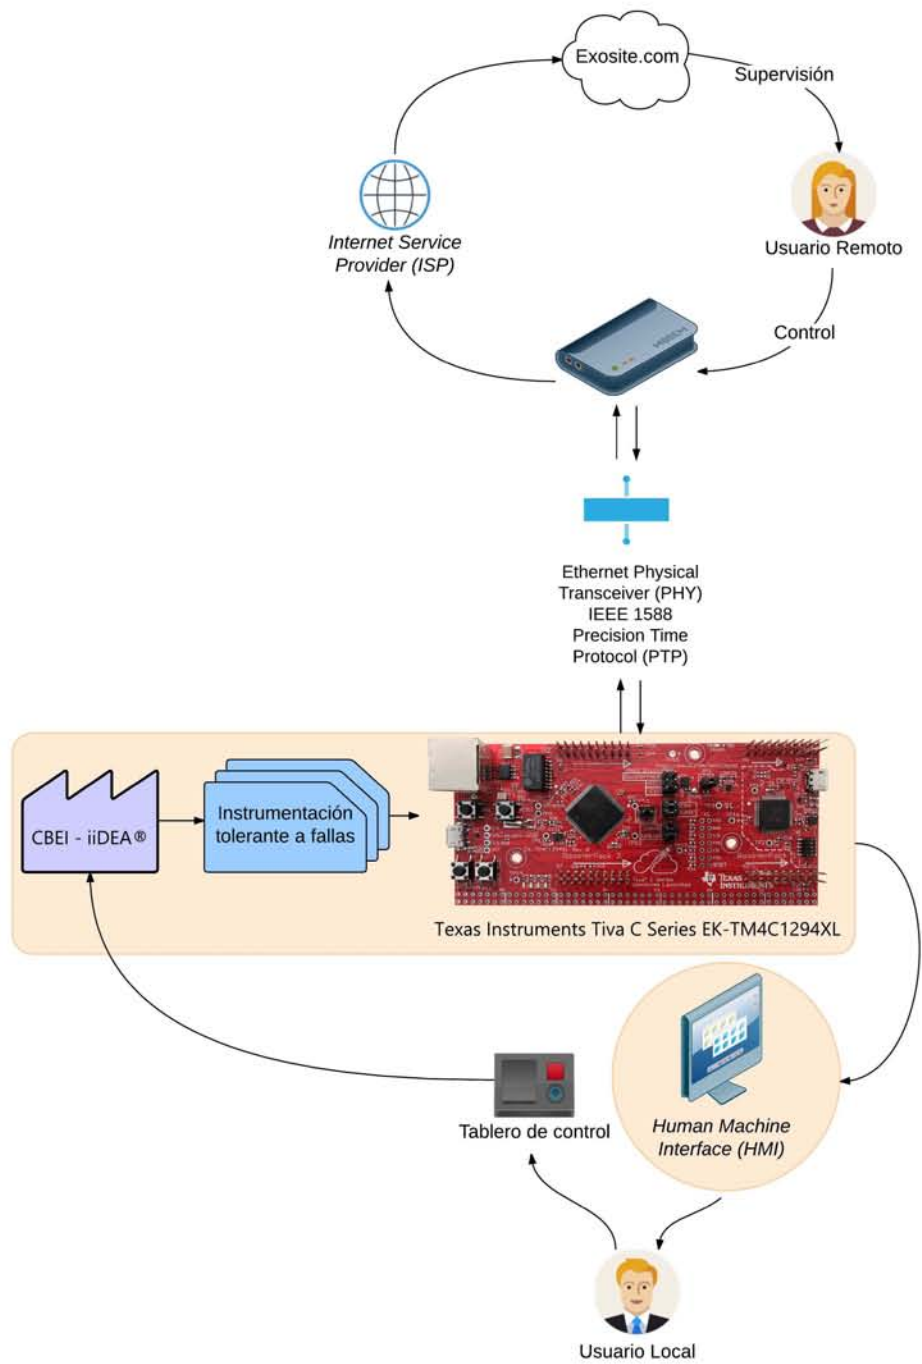 Exosite.com
Supervisión
Internet Service
Provider (ISP)
Usuario Remoto
Control
Ethernet Physical
Transceiver (PHY)
IEEE 1588
Precision Time
Protocol (PTP)
CBEI - iiDEA®
Instrumentación
tolerante a fallas
TEXAS
INSTRUMENTS
Texas Instruments Tiva C Series EK-TM4C1294XL
Tablero de control
Human Machine
Interface (HMI)
Usuario Local